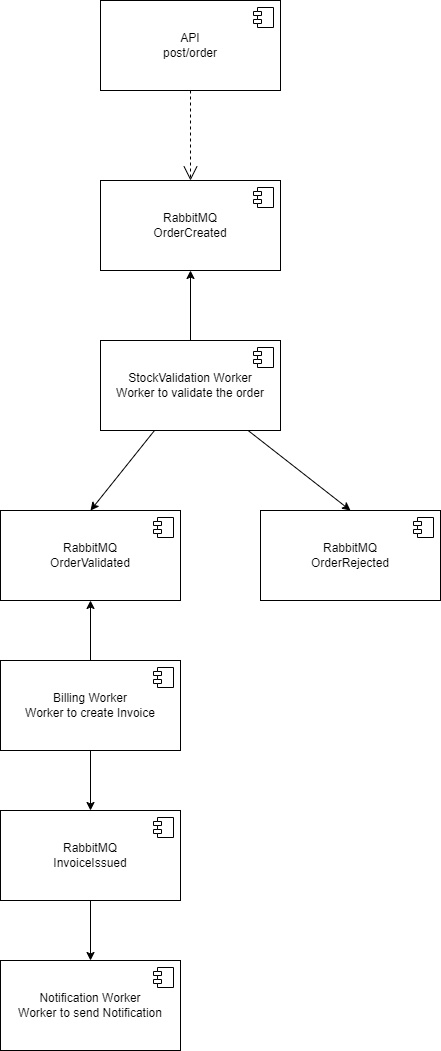 API
post/order
RabbitMQ
OrderCreated
StockValidation Worker
Worker to validate the order
RabbitMQ
OrderValidated
RabbitMQ
OrderRejected
Billing Worker
Worker to create Invoice
RabbitMQ
InvoiceIssued
Notification Worker
Worker to send Notification